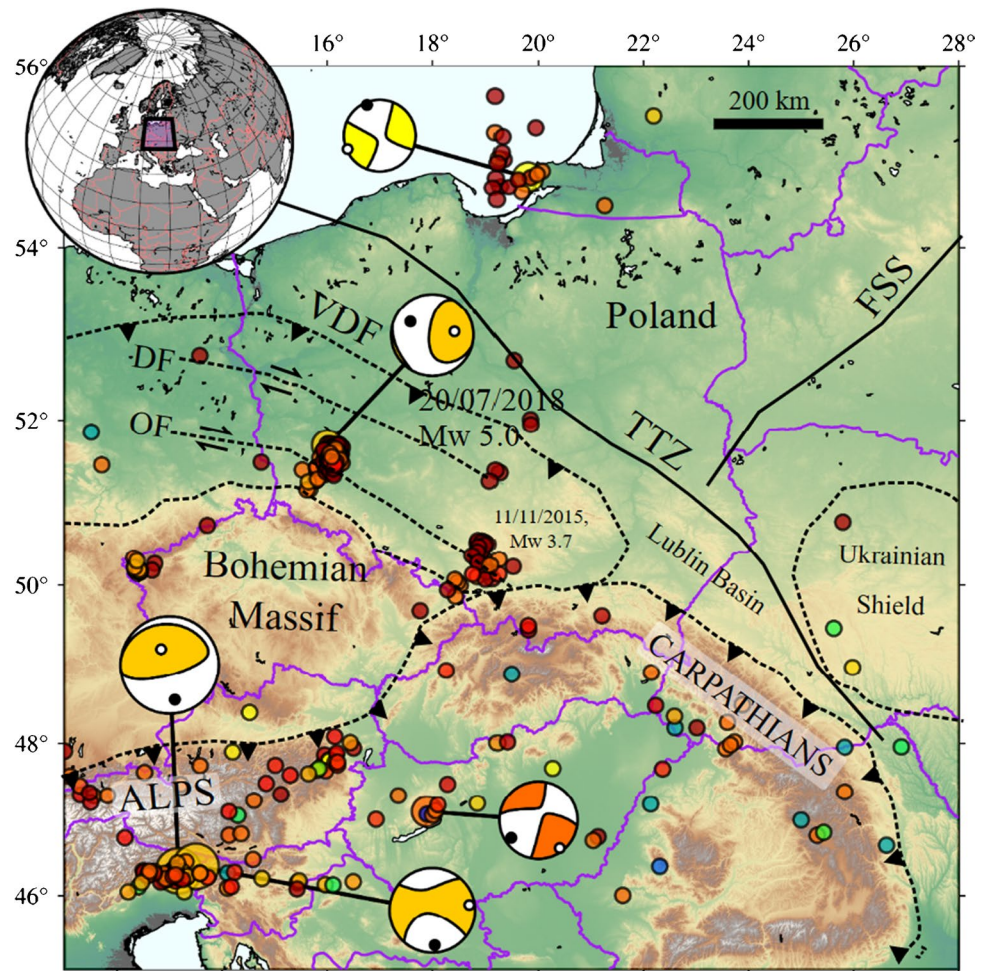 16° 18° 20° 22° 24° 26° 28°
56°
200 km
54°
FSS
VDF
Poland
DF
20/07/2018
52°
OF
Mw 5.0
TTZ
11/11/2015,
Mw 3.7
Lublin Basin
Ukrainian
Shield
Bohemian
Massif
50°
CARPATHIANS
48°
ALPS
46°